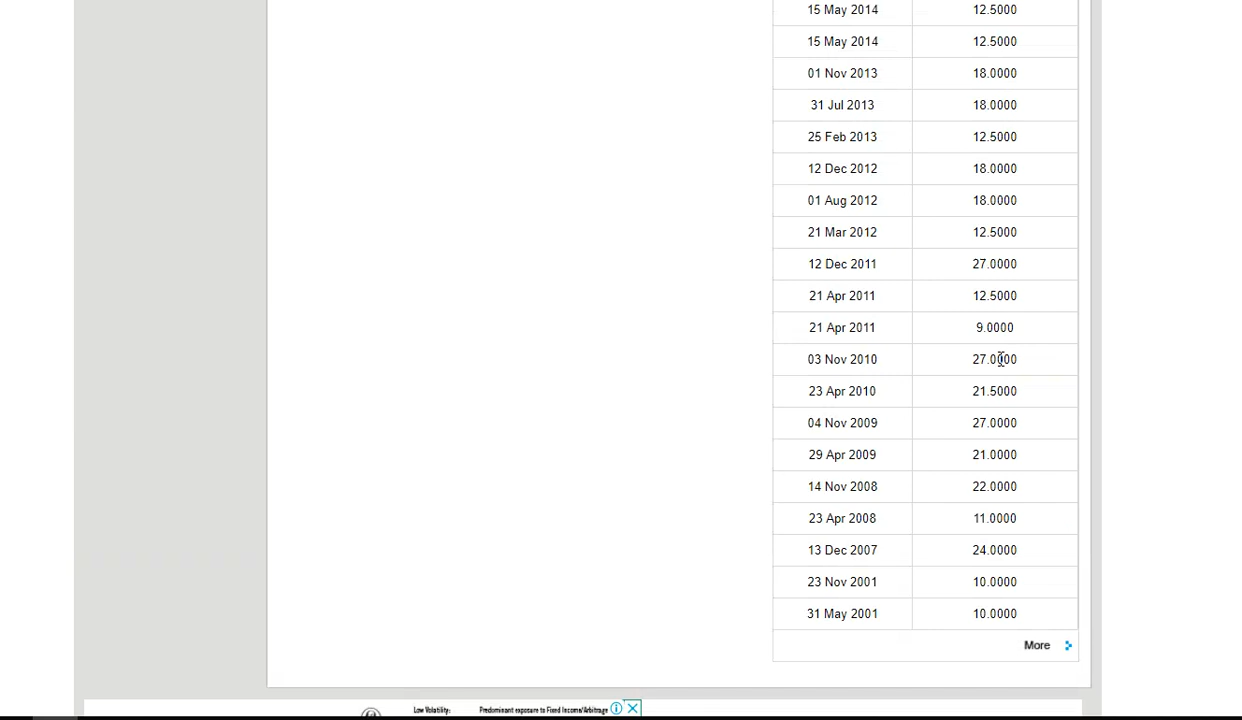 15 May 2014 12.5000
15 May 2014 12.5000
01 Nov 2013 18.0000
31 Jul 2013 18.0000
25 Feb 2013 12.5000
12 Dec 2012 18.0000
01 Aug 2012 18.0000
21 Mar 2012 12.5000
12 Dec 2011 27.0000
21 Apr 2011 12.5000
21 Apr 2011 9.0000
03 Nov 2010 27.0000
23 Apr 2010 21.5000
04 Nov 2009 27.0000
29 Apr 2009 21.0000
14 Nov 2008 22.0000
23 Apr 2008 11.0000
13 Dec 2007 24.0000
23 Nov 2001 10.0000
31 May 2001 10.0000
More
Low Volatility: Predominant exposure to Fixed Income/Arbitrage